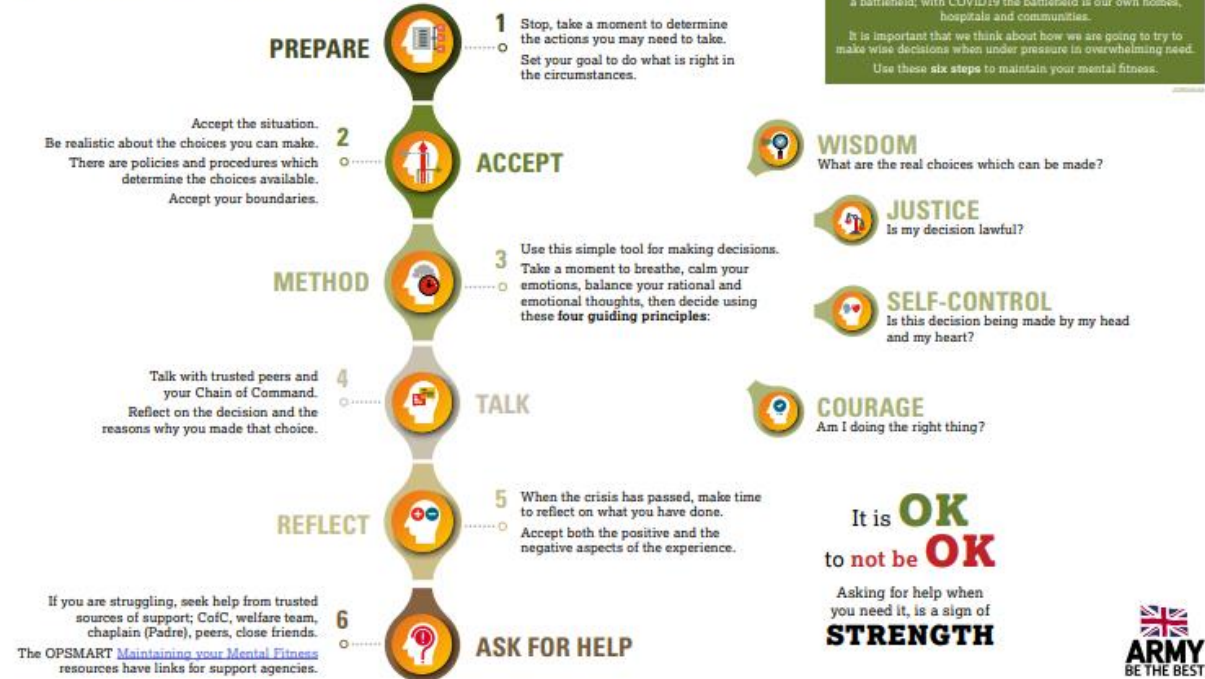 PREPARE
1
Stop, take a moment to determine
the actions you may need to take.
Set your goal to do what is right in
the circumstances.
Accept the situation.
Be realistic about the choices you can make.
There are policies and procedures which
determine the choices available.
Accept your boundaries.
2
ACCEPT
METHOD
3
Use this simple tool for making decisions.
Take a moment to breathe, calm your
emotions, balance your rational and
emotional thoughts, then decide using
these four guiding principles:
Talk with trusted peers and
your Chain of Command.
Reflect on the decision and the
reasons why you made that choice.
4
TALK
REFLECT
5
When the crisis has passed, make time
to reflect on what you have done.
Accept both the positive and the
negative aspects of the experience.
If you are struggling, seek help from trusted
sources of support; CofC, welfare team,
chaplain (Padre), peers, close friends.
The OPSMART Maintaining your Mental Fitness
resources have links for support agencies.
6
ASK FOR HELP
a battlefield; with COVID19 the battlefield is our own homes,
hospitals and communities.
It is important that we think about how we are going to try to
make wise decisions when under pressure in overwhelming need.
Use these six steps to maintain your mental fitness.
WISDOM
What are the real choices which can be made?
JUSTICE
Is my decision lawful?
SELF-CONTROL
Is this decision being made by my head
and my heart?
COURAGE
Am I doing the right thing?
It is OK
to not be OK
Asking for help when
you need it, is a sign of
STRENGTH
ARMY
BE THE BEST